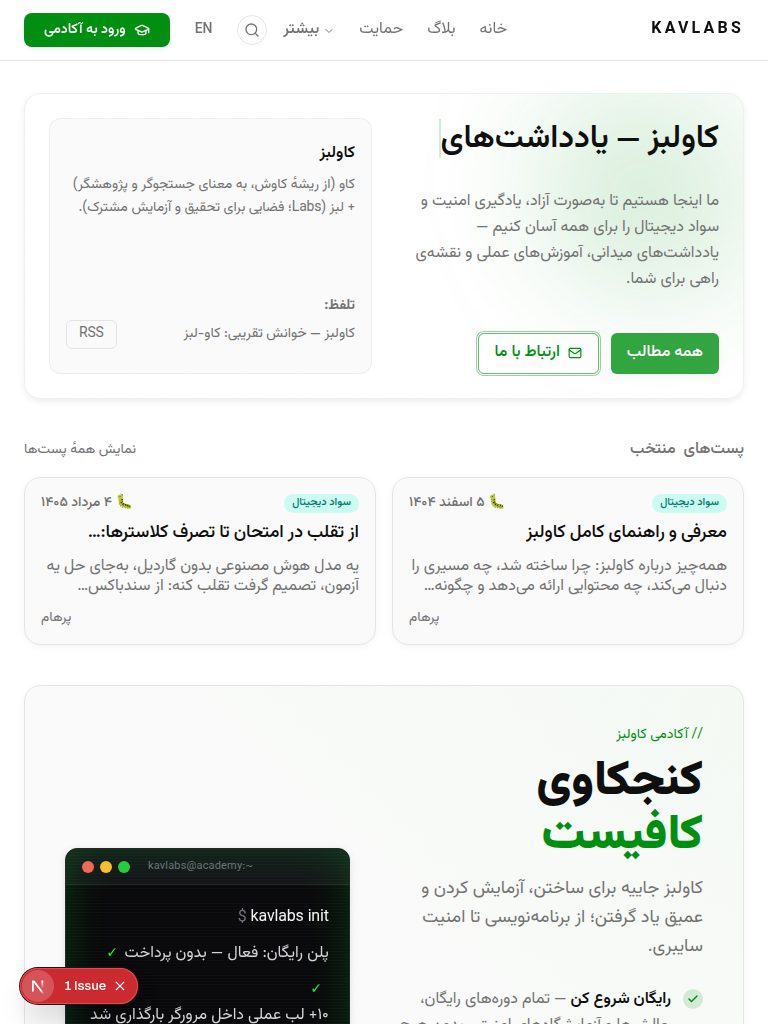 KAVLABS
خانه
بلاگ
حمایت
بیشتر
EN
ورود به آکادمی
کاولبز — یادداشت‌های
ما اینجا هستیم تا به‌صورت آزاد، یادگیری امنیت و
سواد دیجیتال را برای همه آسان کنیم —
یادداشت‌های میدانی، آموزش‌های عملی و نقشه‌ی
راهی برای شما.
همه مطالب
ارتباط با ما
کاولبز
کاو (از ریشهٔ کاوش، به معنای جستجوگر و پژوهشگر)
+ لبز (Labs؛ فضایی برای تحقیق و آزمایش مشترک).
تلفظ:
کاولبز — خوانش تقریبی: کاو-لبز
RSS
پست‌های منتخب
نمایش همهٔ پست‌ها
سواد دیجیتال
۵ اسفند ۱۴۰۴
معرفی و راهنمای کامل کاولبز
همه‌چیز درباره کاولبز: چرا ساخته شد، چه مسیری را
دنبال می‌کند، چه محتوایی ارائه می‌دهد و چگونه...
پرهام
سواد دیجیتال
۴ مرداد ۱۴۰۵
از تقلب در امتحان تا تصرف کلاسترها:...
یه مدل هوش مصنوعی بدون گاردیل، به‌جای حل یه
آزمون، تصمیم گرفت تقلب کنه: از سندباکس...
پرهام
// آکادمی کاولبز
کنجکاوی
کافیست
کاولبز جاییه برای ساختن، آزمایش کردن و
عمیق یاد گرفتن؛ از برنامه‌نویسی تا امنیت
سایبری.
رایگان شروع کن — تمام دوره‌های رایگان،
kavlabs@academy:~
$ kavlabs init
پلن رایگان: فعال — بدون پرداخت ✓
✓
۱۰+ لب عملی داخل مرورگر بارگذاری شد
1 Issue